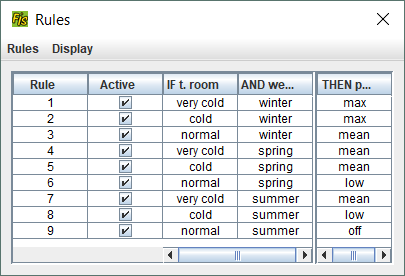 Fis Rules
Rules Display
Rule Active IF t. room AND we... THEN p...
1 very cold winter max
2 cold winter max
3 normal winter mean
4 very cold spring mean
5 cold spring mean
6 normal spring low
7 very cold summer mean
8 cold summer low
9 normal summer off